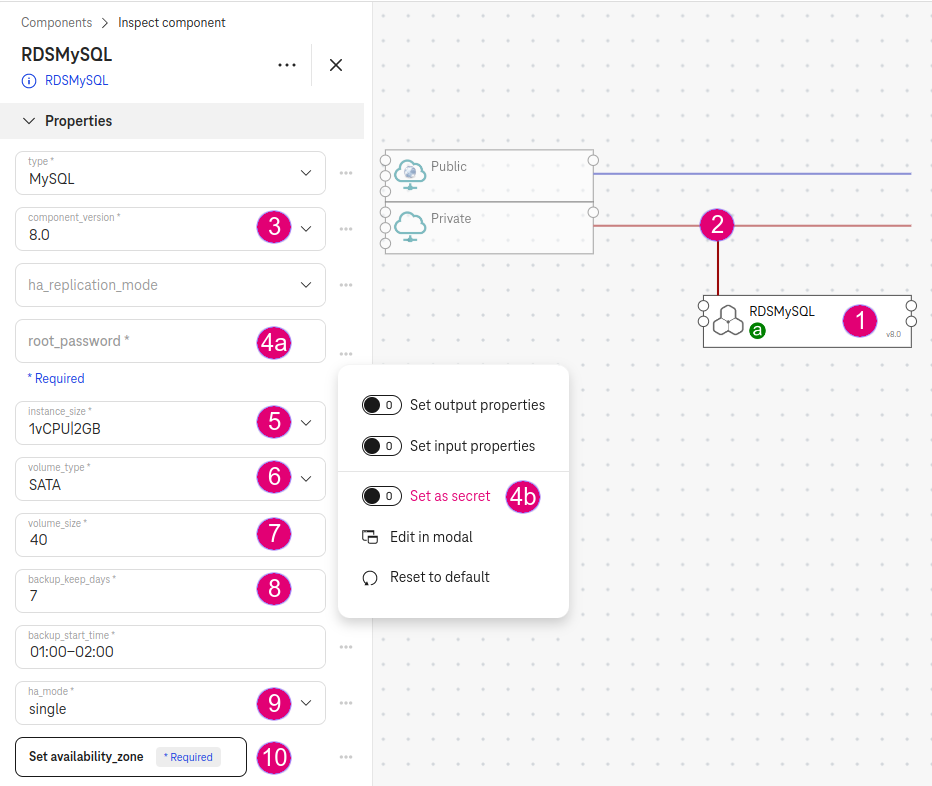 Components > Inspect component
RDSMySQL
RDSMySQL
Properties
type *
MySQL
component_version *
8.0
3
ha_replication_mode
root_password *
4a
* Required
instance_size *
1vCPU|2GB
5
volume_type *
SATA
6
volume_size *
40
7
backup_keep_days *
7
8
backup_start_time *
01:00-02:00
ha_mode *
single
9
Set availability_zone * Required
10
0 Set output properties
0 Set input properties
0 Set as secret
4b
Edit in modal
Reset to default
Public
Private
2
RDSMySQL
a
1
v8.0